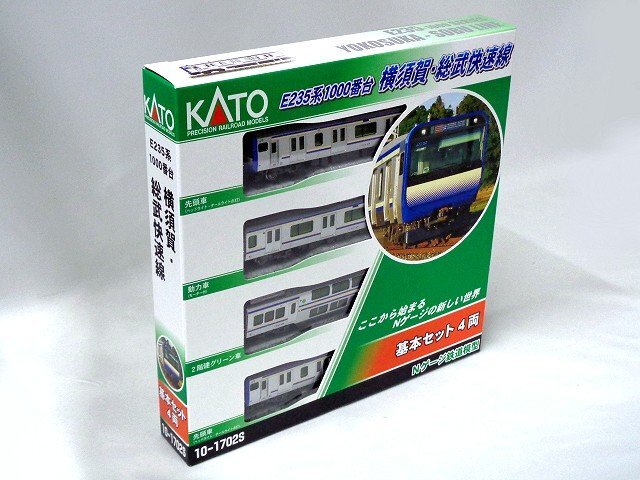 E235系
1000番台
横須賀・
総武快速線
基本セット
4両
10-1702S
YOKOSUKA・SOBU
KATO
PRECISION RAILROAD MODELS
E235系1000番台 横須賀・総武快速線
先頭車
動力車
2階建グリーン車
先頭車
10-1702S
ここから始まる
Nゲージの新しい世界
基本セット 4両
Nゲージ鉄道模型